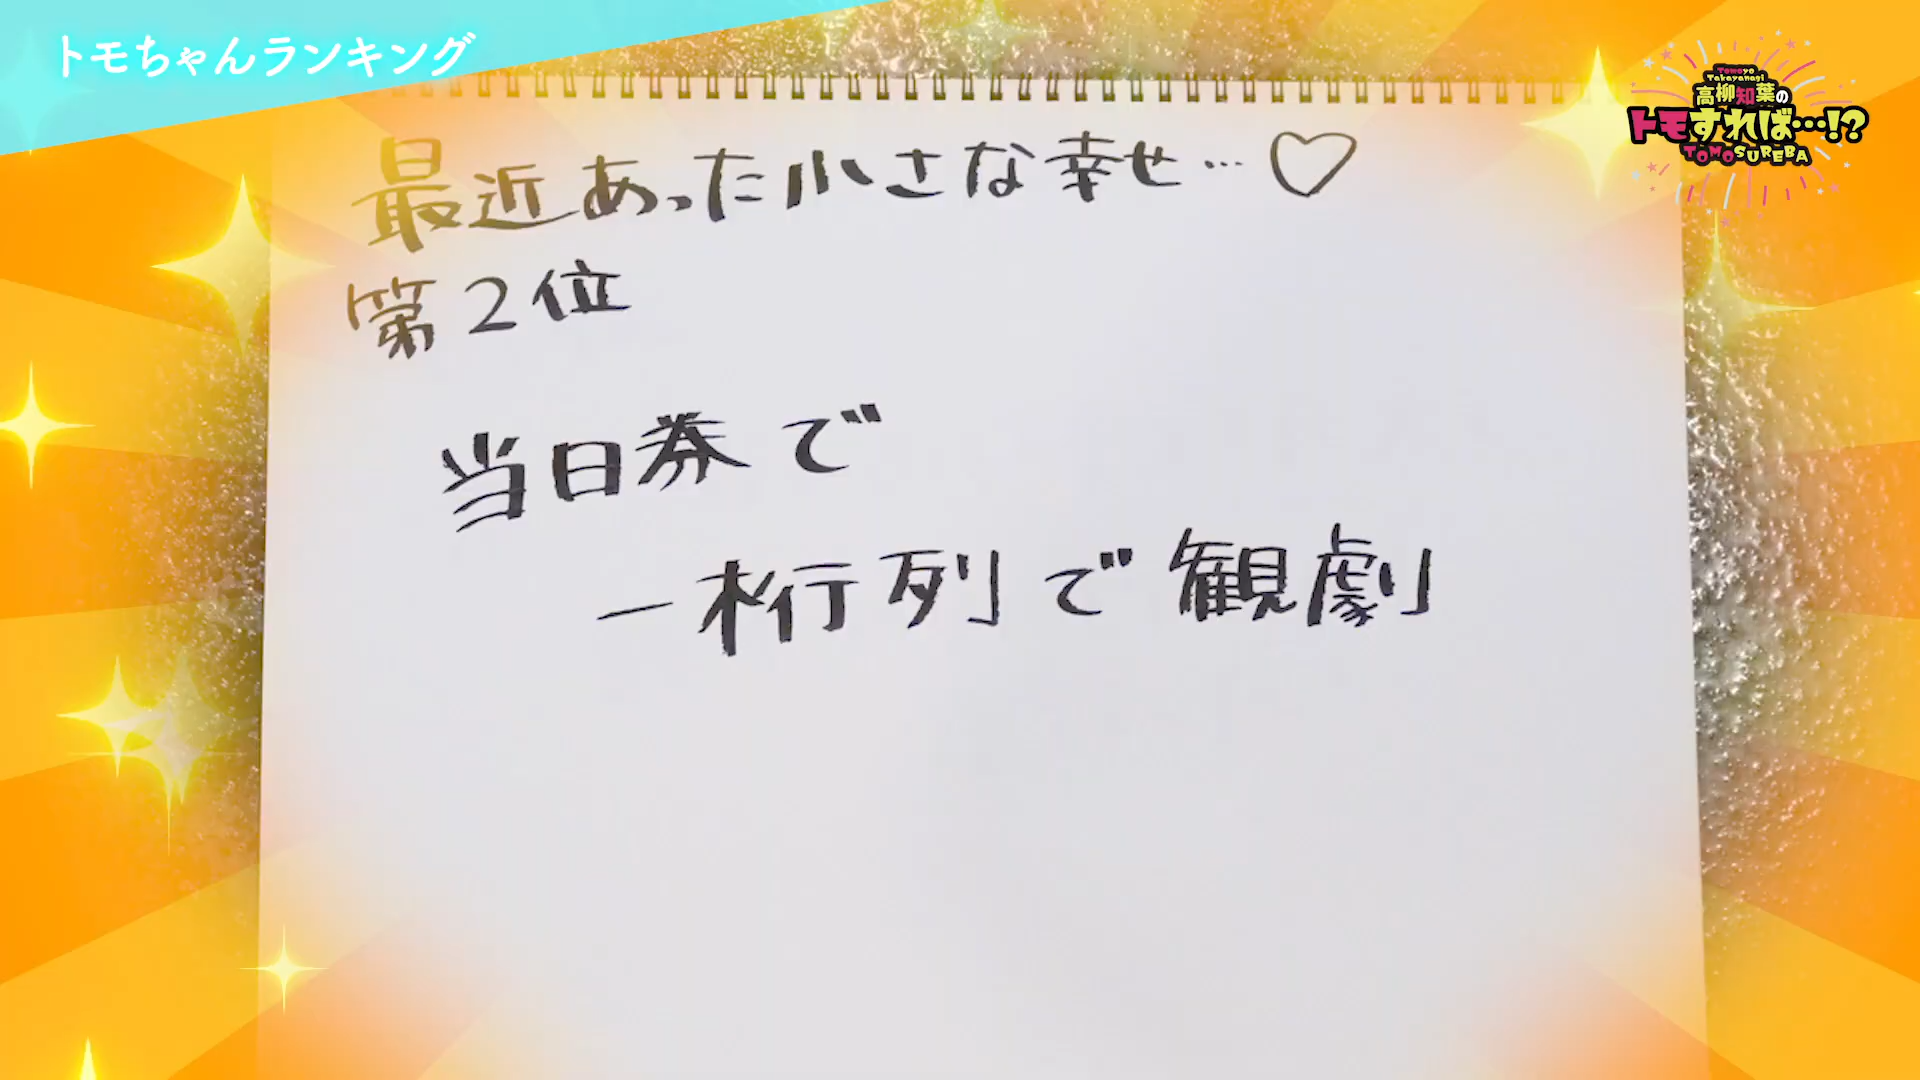 トモちゃんランキング
Tomoyo
Takayanagi
高柳知葉の
トモすれば…!?
TOMOSUREBA
最近あった小さな幸せ…♡
第2位
当日券で
一桁列で観劇